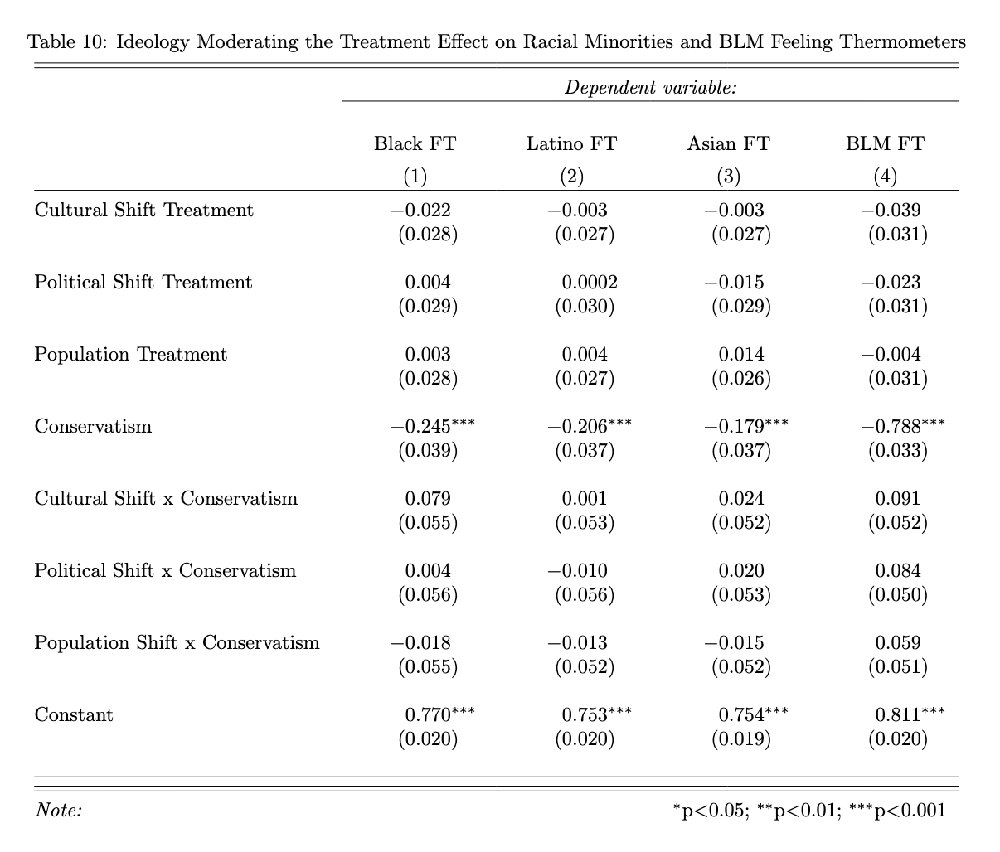 Table 10: Ideology Moderating the Treatment Effect on Racial Minorities and BLM Feeling Thermometers
Dependent variable:
Black FT Latino FT Asian FT BLM FT
(1) (2) (3) (4)
Cultural Shift Treatment −0.022 −0.003 −0.003 −0.039
(0.028) (0.027) (0.027) (0.031)
Political Shift Treatment 0.004 0.0002 −0.015 −0.023
(0.029) (0.030) (0.029) (0.031)
Population Treatment 0.003 0.004 0.014 −0.004
(0.028) (0.027) (0.026) (0.031)
Conservatism −0.245*** −0.206*** −0.179*** −0.788***
(0.039) (0.037) (0.037) (0.033)
Cultural Shift x Conservatism 0.079 0.001 0.024 0.091
(0.055) (0.053) (0.052) (0.052)
Political Shift x Conservatism 0.004 −0.010 0.020 0.084
(0.056) (0.056) (0.053) (0.050)
Population Shift x Conservatism −0.018 −0.013 −0.015 0.059
(0.055) (0.052) (0.052) (0.051)
Constant 0.770*** 0.753*** 0.754*** 0.811***
(0.020) (0.020) (0.019) (0.020)
Note: *p<0.05; **p<0.01; ***p<0.001